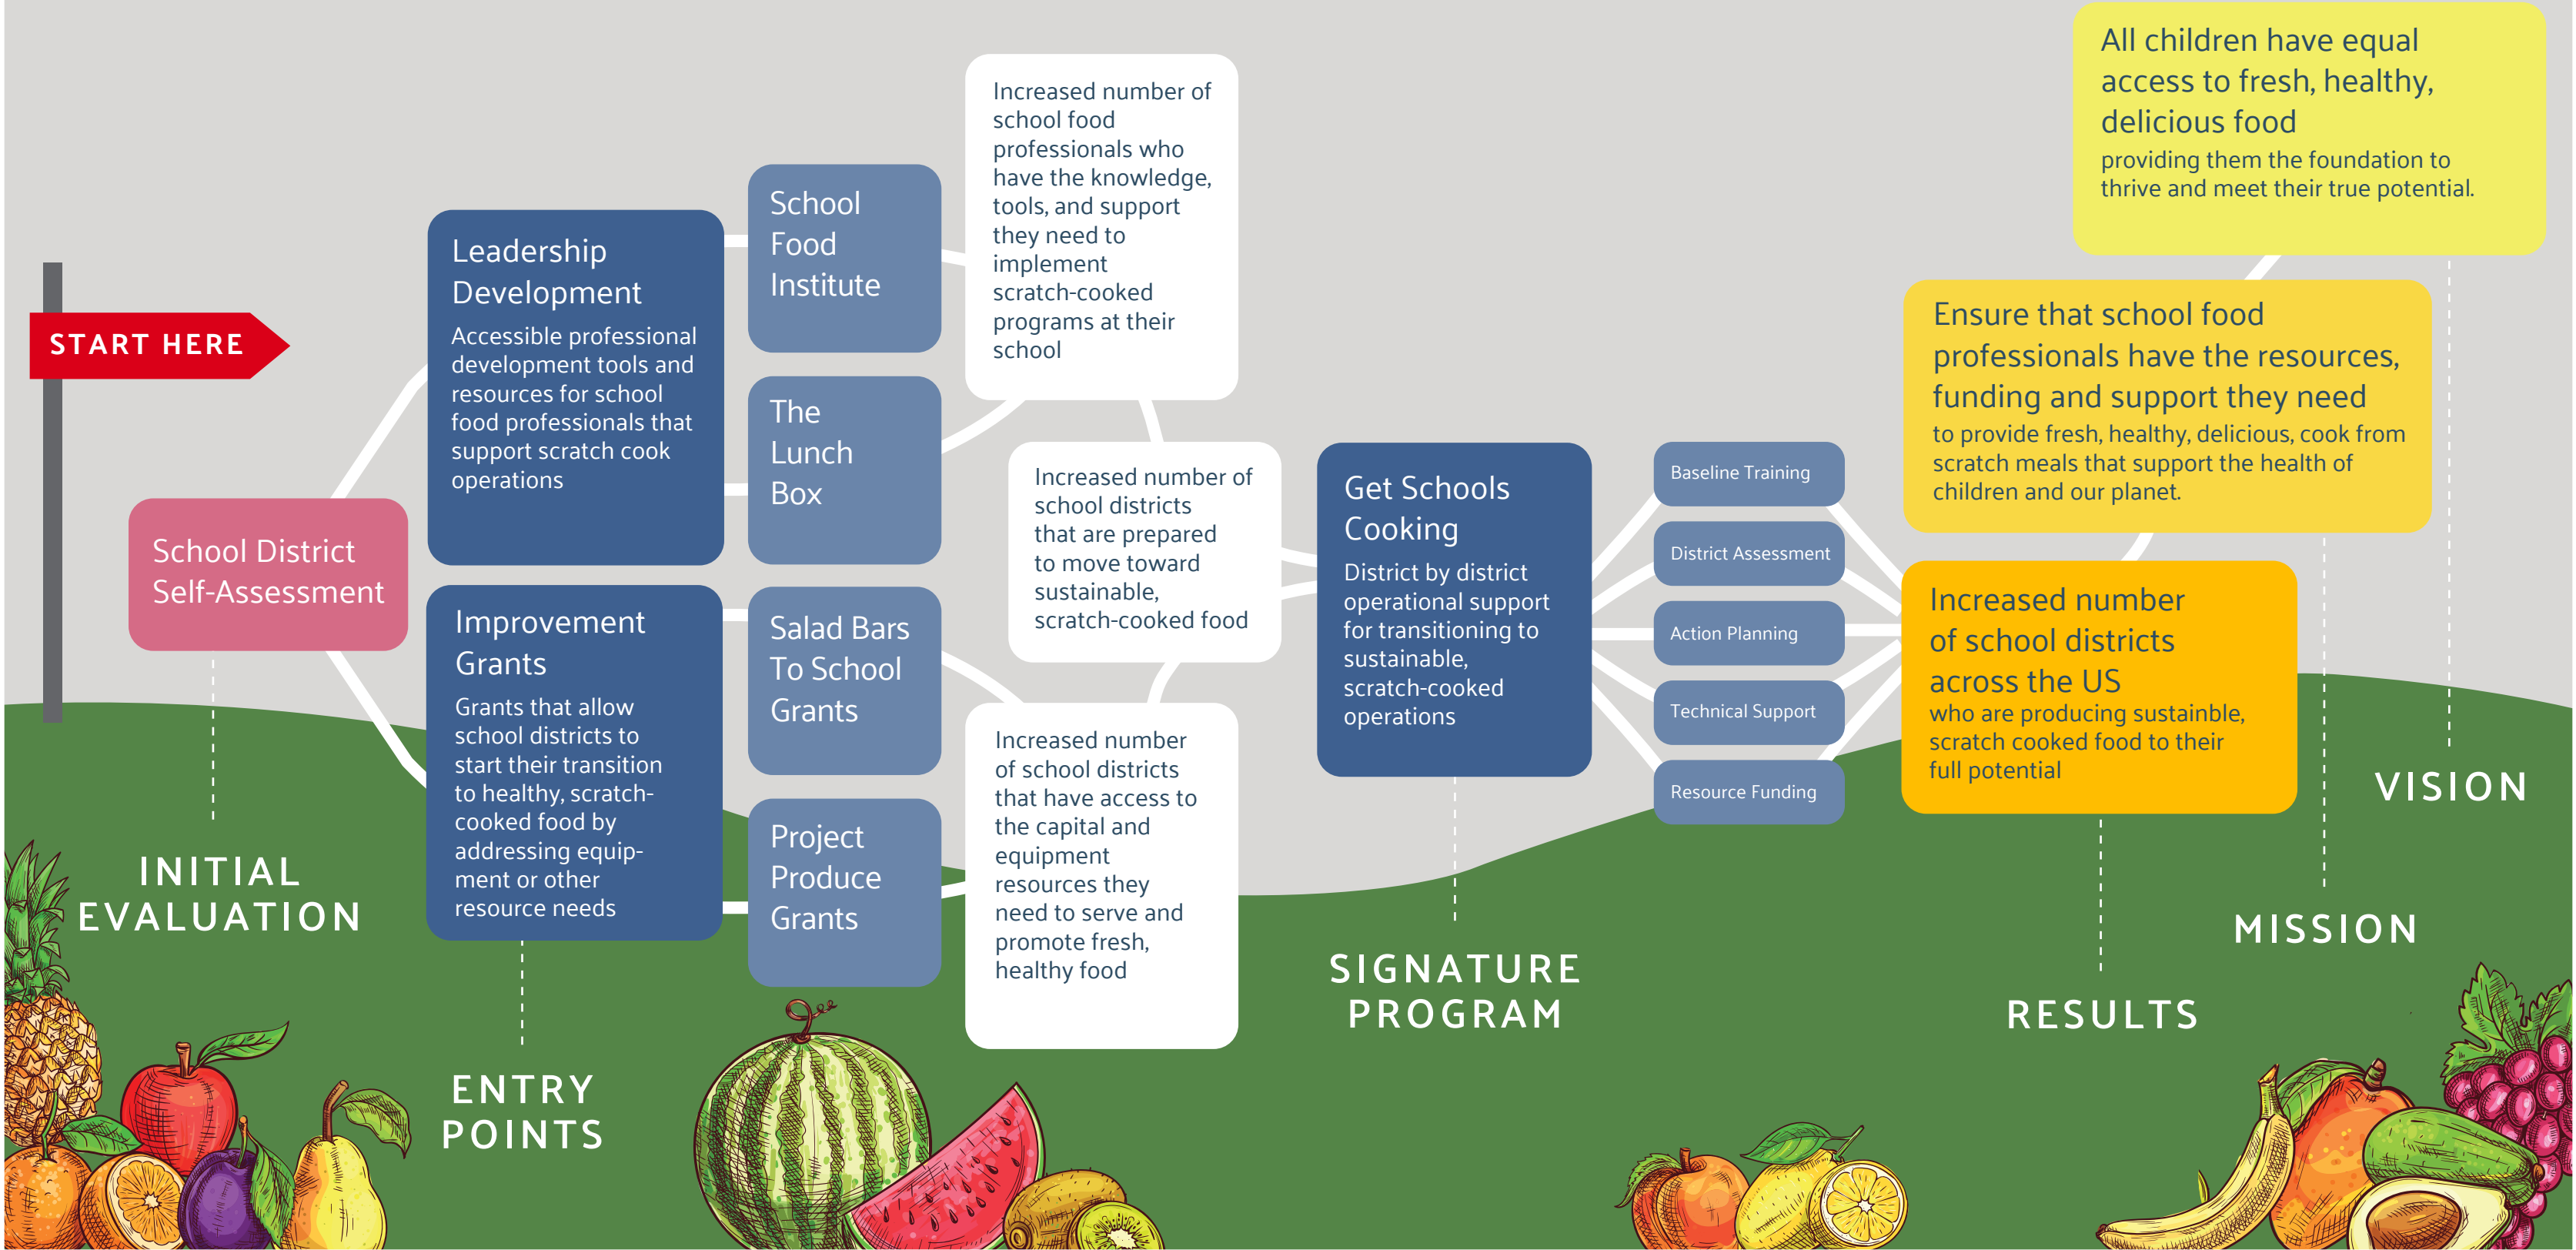 START HERE
School District
Self-Assessment
INITIAL
EVALUATION
Leadership
Development
Accessible professional
development tools and
resources for school
food professionals that
support scratch cook
operations
Improvement
Grants
Grants that allow
school districts to
start their transition
to healthy, scratch-
cooked food by
addressing equip-
ment or other
resource needs
ENTRY
POINTS
School
Food
Institute
The
Lunch
Box
Salad Bars
To School
Grants
Project
Produce
Grants
Increased number of
school food
professionals who
have the knowledge,
tools, and support
they need to
implement
scratch-cooked
programs at their
school
Increased number of
school districts
that are prepared
to move toward
sustainable,
scratch-cooked food
Increased number
of school districts
that have access to
the capital and
equipment
resources they
need to serve and
promote fresh,
healthy food
Get Schools
Cooking
District by district
operational support
for transitioning to
sustainable,
scratch-cooked
operations
SIGNATURE
PROGRAM
Baseline Training
District Assessment
Action Planning
Technical Support
Resource Funding
Increased number
of school districts
across the US
who are producing sustainble,
scratch cooked food to their
full potential
RESULTS
Ensure that school food
professionals have the resources,
funding and support they need
to provide fresh, healthy, delicious, cook from
scratch meals that support the health of
children and our planet.
MISSION
All children have equal
access to fresh, healthy,
delicious food
providing them the foundation to
thrive and meet their true potential.
VISION